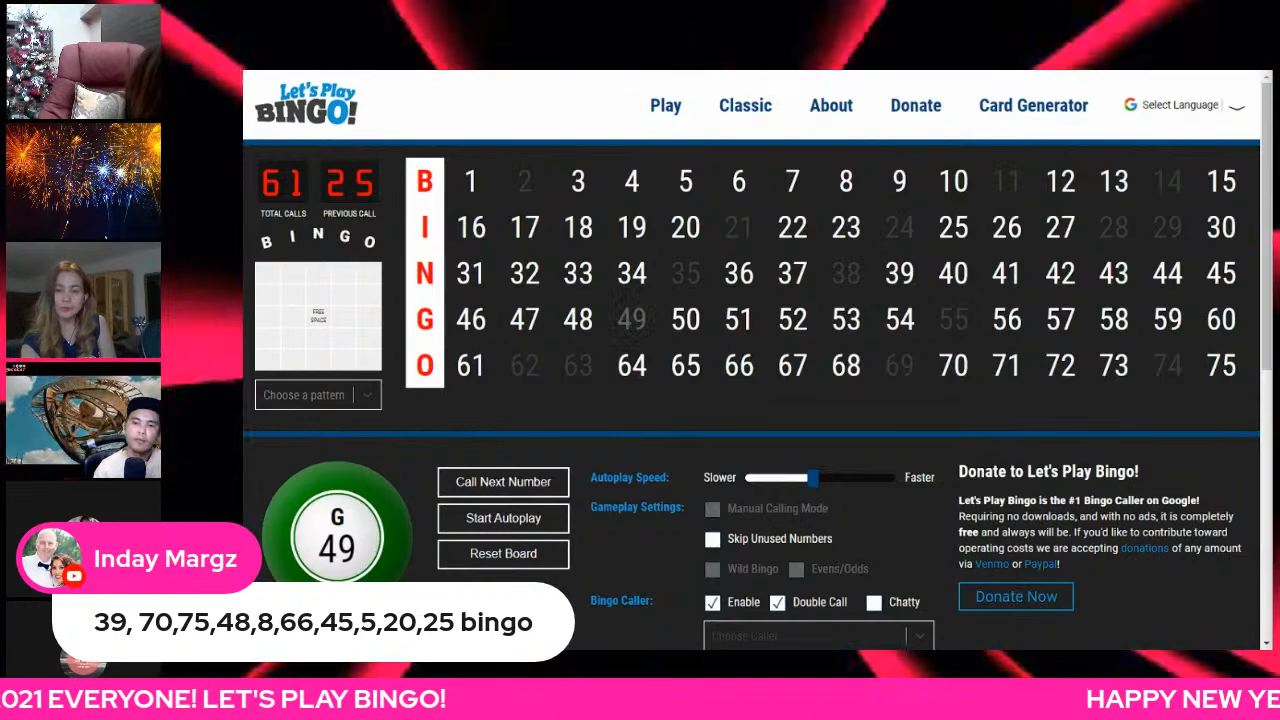 Let's Play
BINGO!
Play Classic About Donate Card Generator Select Language
61 25
TOTAL CALLS PREVIOUS CALL
B I N G O
FREE
SPACE
Choose a pattern
B 1 2 3 4 5 6 7 8 9 10 11 12 13 14 15
I 16 17 18 19 20 21 22 23 24 25 26 27 28 29 30
N 31 32 33 34 35 36 37 38 39 40 41 42 43 44 45
G 46 47 48 49 50 51 52 53 54 55 56 57 58 59 60
O 61 62 63 64 65 66 67 68 69 70 71 72 73 74 75
G
49
Call Next Number
Start Autoplay
Reset Board
Autoplay Speed: Slower Faster
Gameplay Settings: Manual Calling Mode
Skip Unused Numbers
Wild Bingo Evens/Odds
Bingo Caller: Enable Double Call Chatty
Choose Caller
Donate to Let's Play Bingo!
Let's Play Bingo is the #1 Bingo Caller on Google!
Requiring no downloads, and with no ads, it is completely
free and always will be. If you'd like to contribute toward
operating costs we are accepting donations of any amount
via Venmo or Paypal!
Donate Now
Inday Margz
39, 70,75,48,8,66,45,5,20,25 bingo
2021 EVERYONE! LET'S PLAY BINGO! HAPPY NEW YE